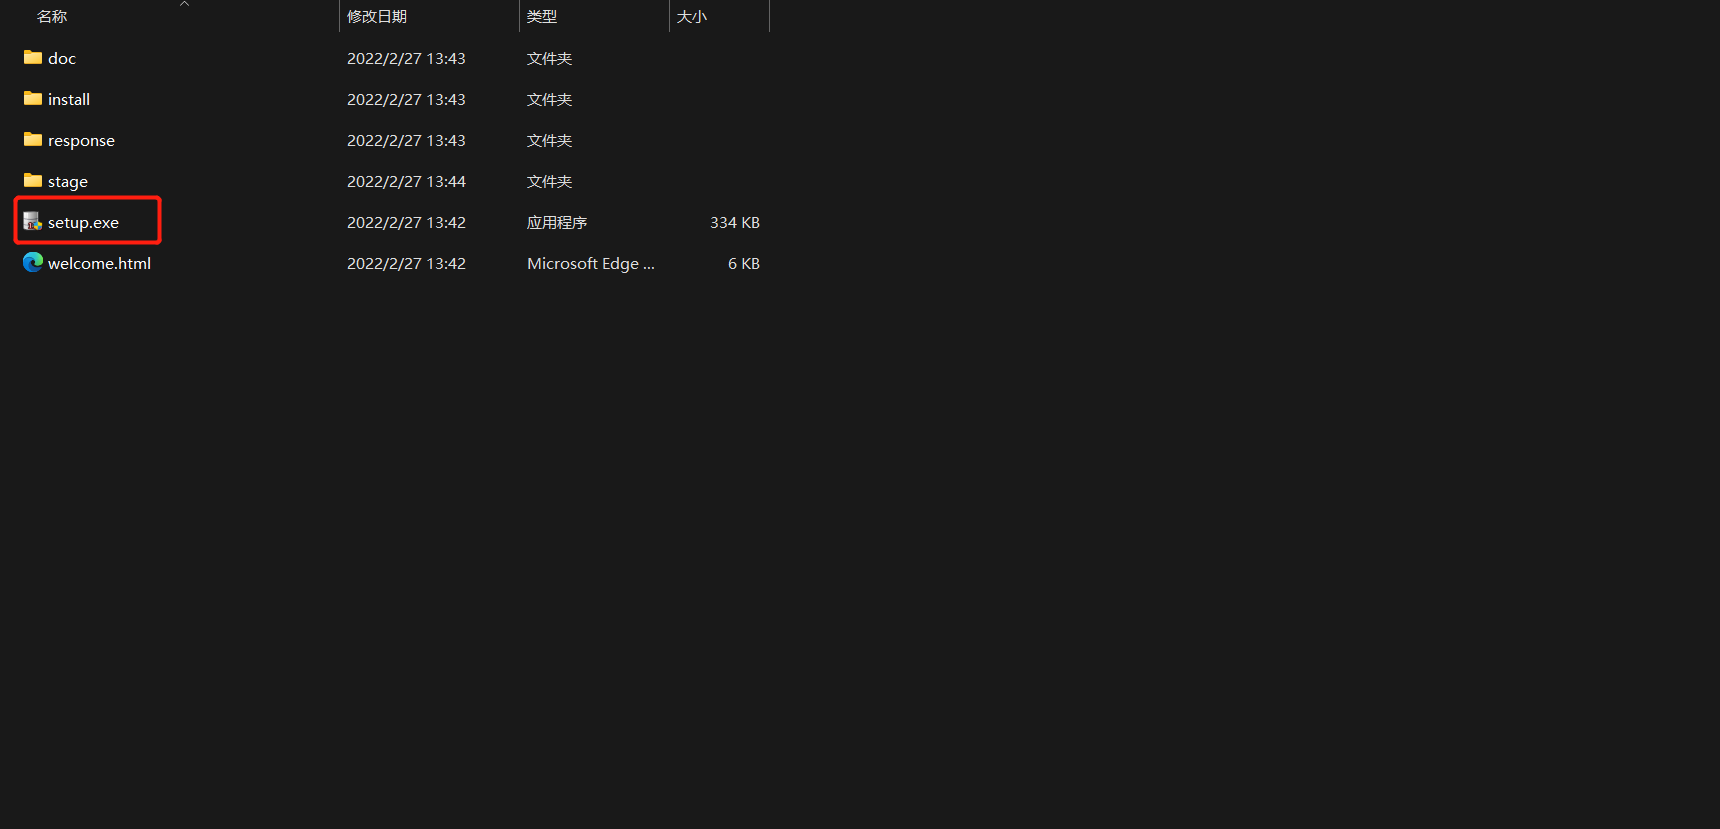 名称 修改日期 类型 大小
doc 2022/2/27 13:43 文件夹
install 2022/2/27 13:43 文件夹
response 2022/2/27 13:43 文件夹
stage 2022/2/27 13:44 文件夹
setup.exe 2022/2/27 13:42 应用程序 334 KB
welcome.html 2022/2/27 13:42 Microsoft Edge ... 6 KB